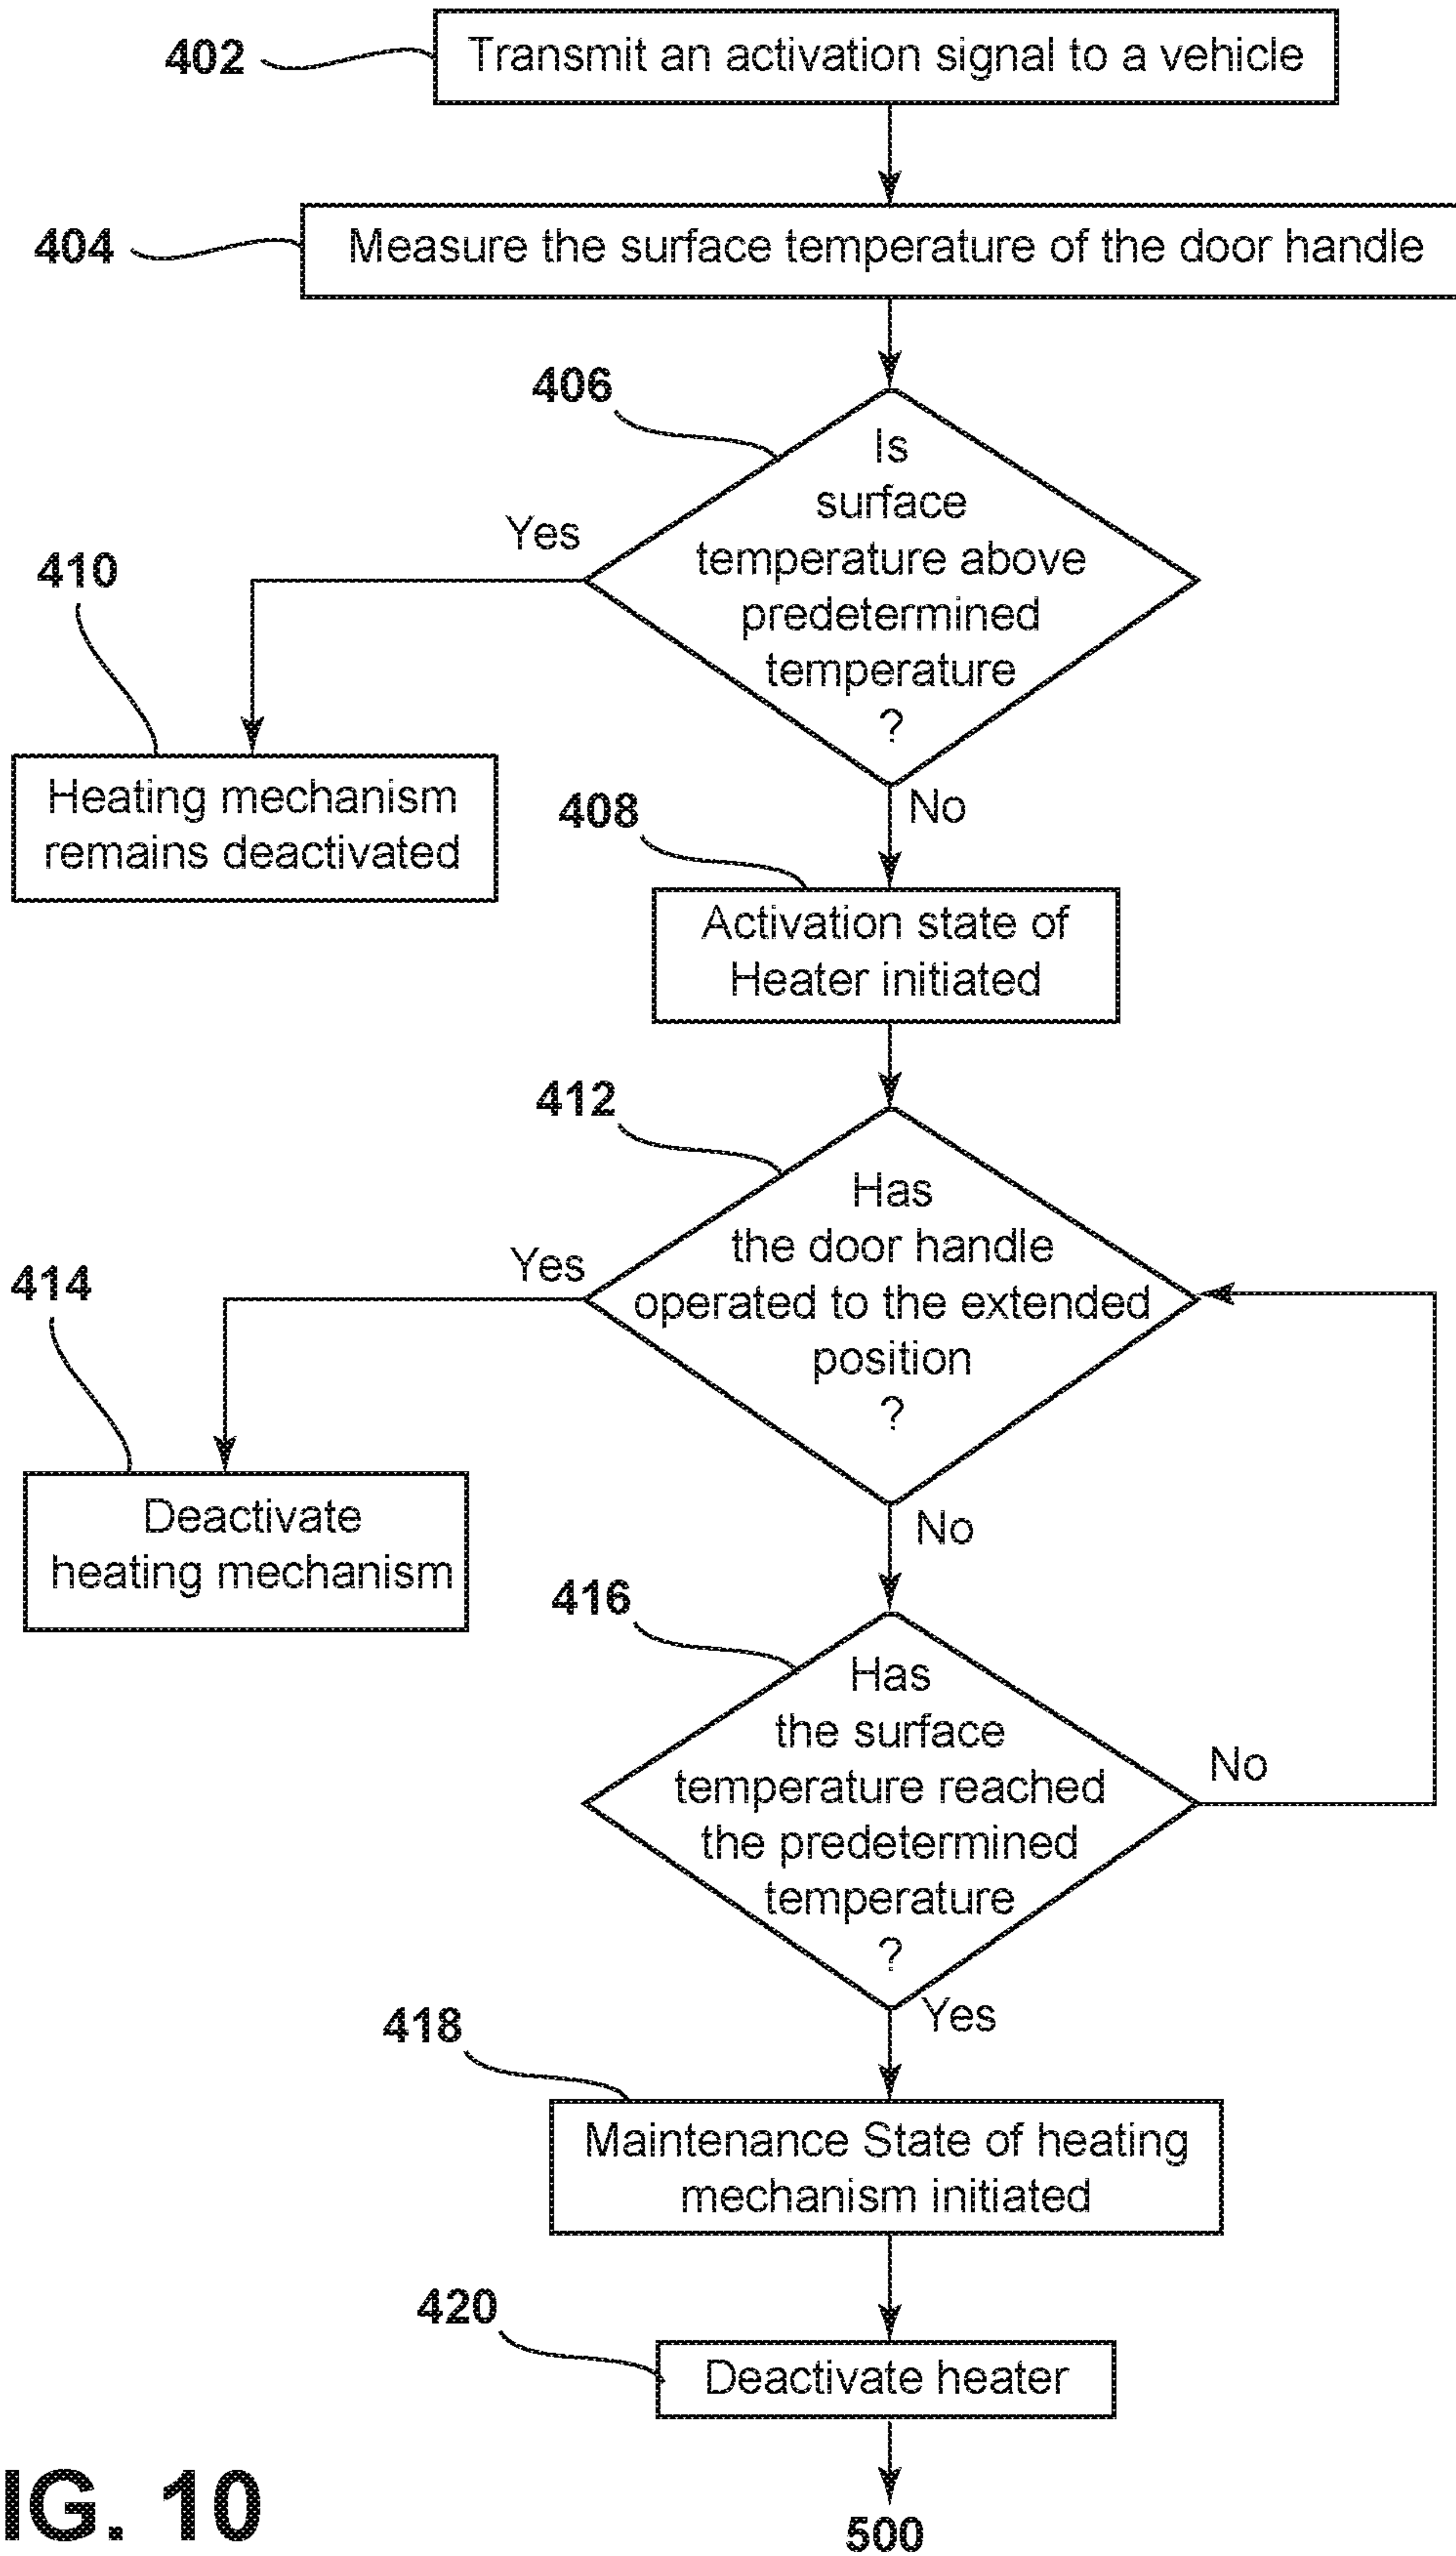 402
Transmit an activation signal to a vehicle
404
Measure the surface temperature of the door handle
406
Is
surface
temperature above
predetermined
temperature
?
Yes
410
Heating mechanism
remains deactivated
No
408
Activation state of
Heater initiated
412
Has
the door handle
operated to the extended
position
?
Yes
414
Deactivate
heating mechanism
No
416
Has
the surface
temperature reached
the predetermined
temperature
?
No
Yes
418
Maintenance State of heating
mechanism initiated
420
Deactivate heater
500
IG. 10